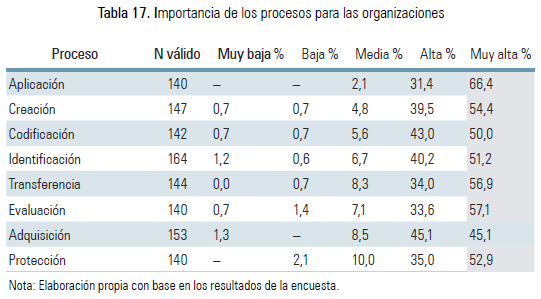 Tabla 17. Importancia de los procesos para las organizaciones
Proceso N válido Muy baja % Baja % Media % Alta % Muy alta %
Aplicación 140 – – 2,1 31,4 66,4
Creación 147 0,7 0,7 4,8 39,5 54,4
Codificación 142 0,7 0,7 5,6 43,0 50,0
Identificación 164 1,2 0,6 6,7 40,2 51,2
Transferencia 144 0,0 0,7 8,3 34,0 56,9
Evaluación 140 0,7 1,4 7,1 33,6 57,1
Adquisición 153 1,3 – 8,5 45,1 45,1
Protección 140 – 2,1 10,0 35,0 52,9
Nota: Elaboración propia con base en los resultados de la encuesta.